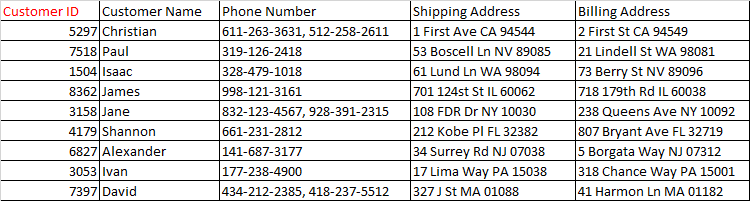 Customer ID Customer Name Phone Number Shipping Address Billing Address
5297 Christian 611-263-3631, 512-258-2611 1 First Ave CA 94544 2 First St CA 94549
7518 Paul 319-126-2418 53 Boscell Ln NV 89085 21 Lindell St WA 98081
1504 Isaac 328-479-1018 61 Lund Ln WA 98094 73 Berry St NV 89096
8362 James 998-121-3161 701 124st St IL 60062 718 179th Rd IL 60038
3158 Jane 832-123-4567, 928-391-2315 108 FDR Dr NY 10030 238 Queens Ave NY 10092
4179 Shannon 661-231-2812 212 Kobe Pl FL 32382 807 Bryant Ave FL 32719
6827 Alexander 141-687-3177 34 Surrey Rd NJ 07038 5 Borgata Way NJ 07312
3053 Ivan 177-238-4900 17 Lima Way PA 15038 318 Chance Way PA 15001
7397 David 434-212-2385, 418-237-5512 327 J St MA 01088 41 Harmon Ln MA 01182